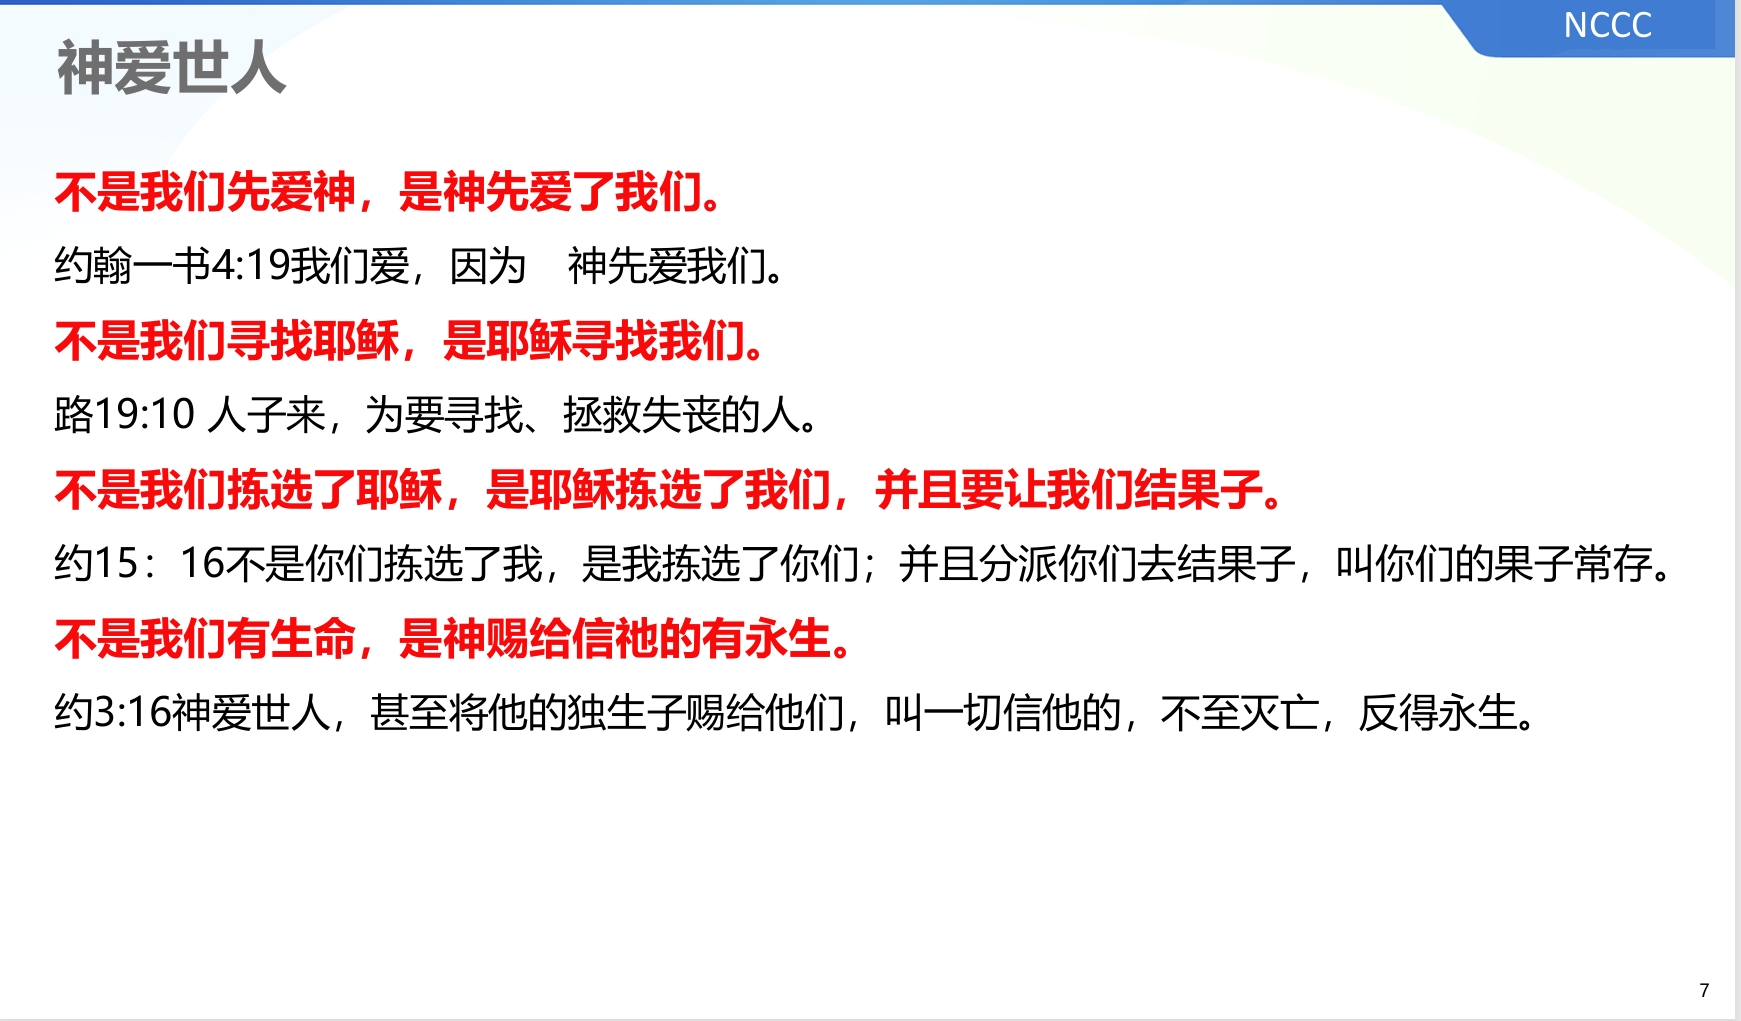 NCCC
神爱世人
不是我们先爱神，是神先爱了我们。
约翰一书4:19我们爱，因为　神先爱我们。
不是我们寻找耶稣，是耶稣寻找我们。
路19:10 人子来，为要寻找、拯救失丧的人。
不是我们拣选了耶稣，是耶稣拣选了我们，并且要让我们结果子。
约15：16不是你们拣选了我，是我拣选了你们；并且分派你们去结果子，叫你们的果子常存。
不是我们有生命，是神赐给信祂的有永生。
约3:16神爱世人，甚至将他的独生子赐给他们，叫一切信他的，不至灭亡，反得永生。
7